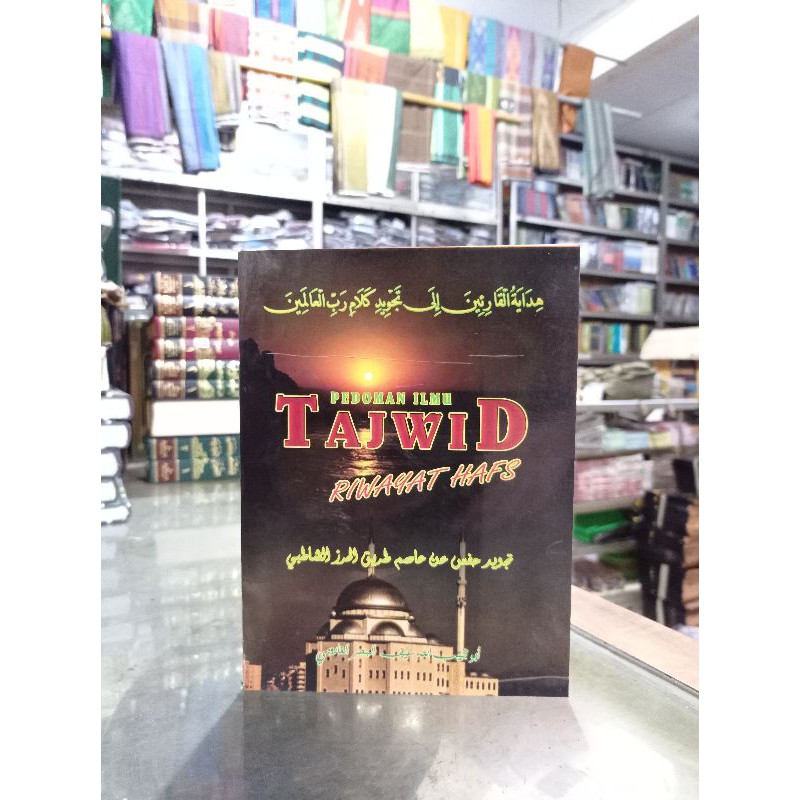 هِدَايَةُ الْقَارِئِينَ إِلَى تَجْوِيدِ كَلَامِ رَبِّ الْعَالَمِينَ
PEDOMAN ILMU
TAJWID
RIWAYAT HAFS
تجويد حفص عن عاصم طريق الحرز الشاطبي